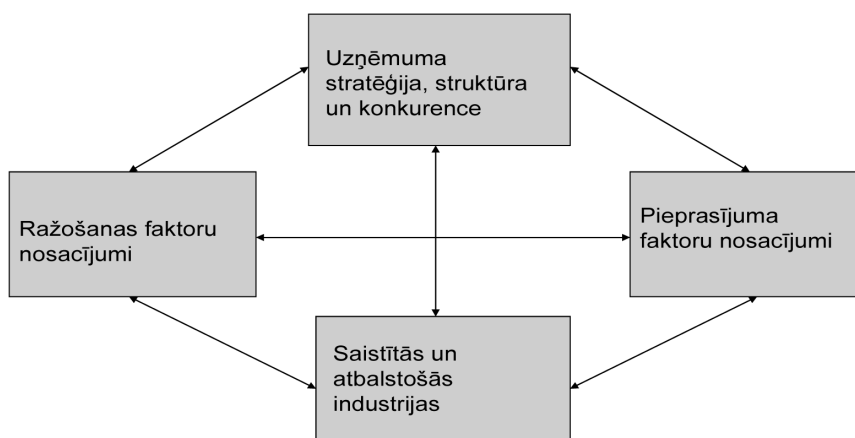 Uzņēmuma
stratēģija, struktūra
un konkurence
Ražošanas faktoru
nosacījumi
Pieprasījuma
faktoru nosacījumi
Saistītās un
atbalstošās
industrijas